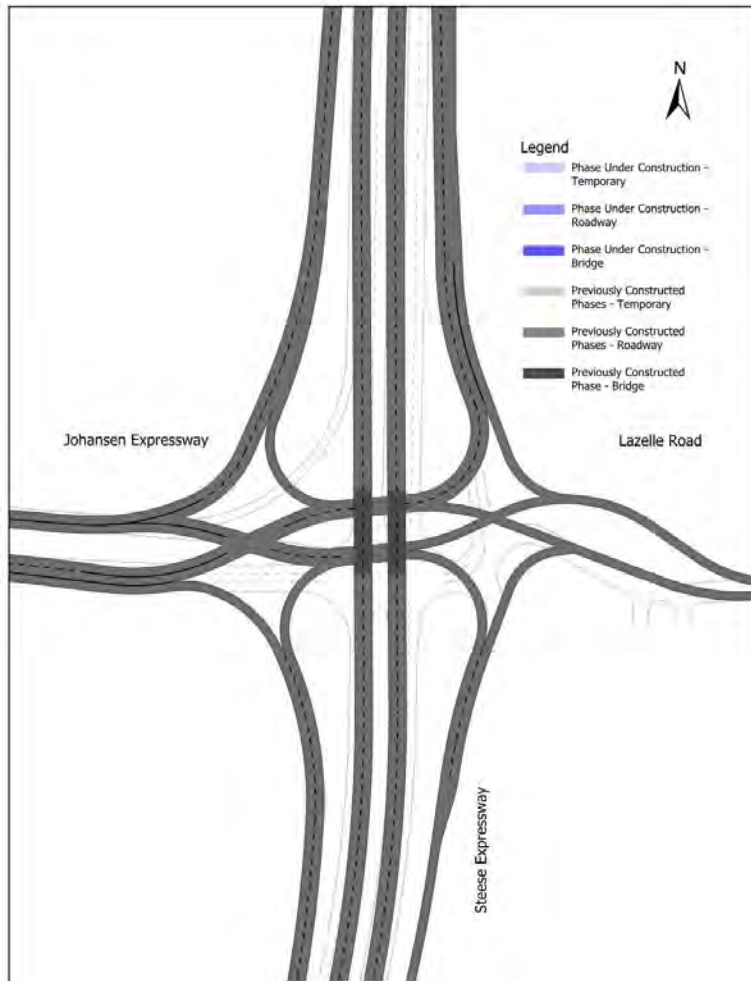 N
Legend
Phase Under Construction -
Temporary
Phase Under Construction -
Roadway
Phase Under Construction -
Bridge
Previously Constructed
Phases - Temporary
Previously Constructed
Phases - Roadway
Previously Constructed
Phase - Bridge
Johansen Expressway
Lazelle Road
Steese Expressway